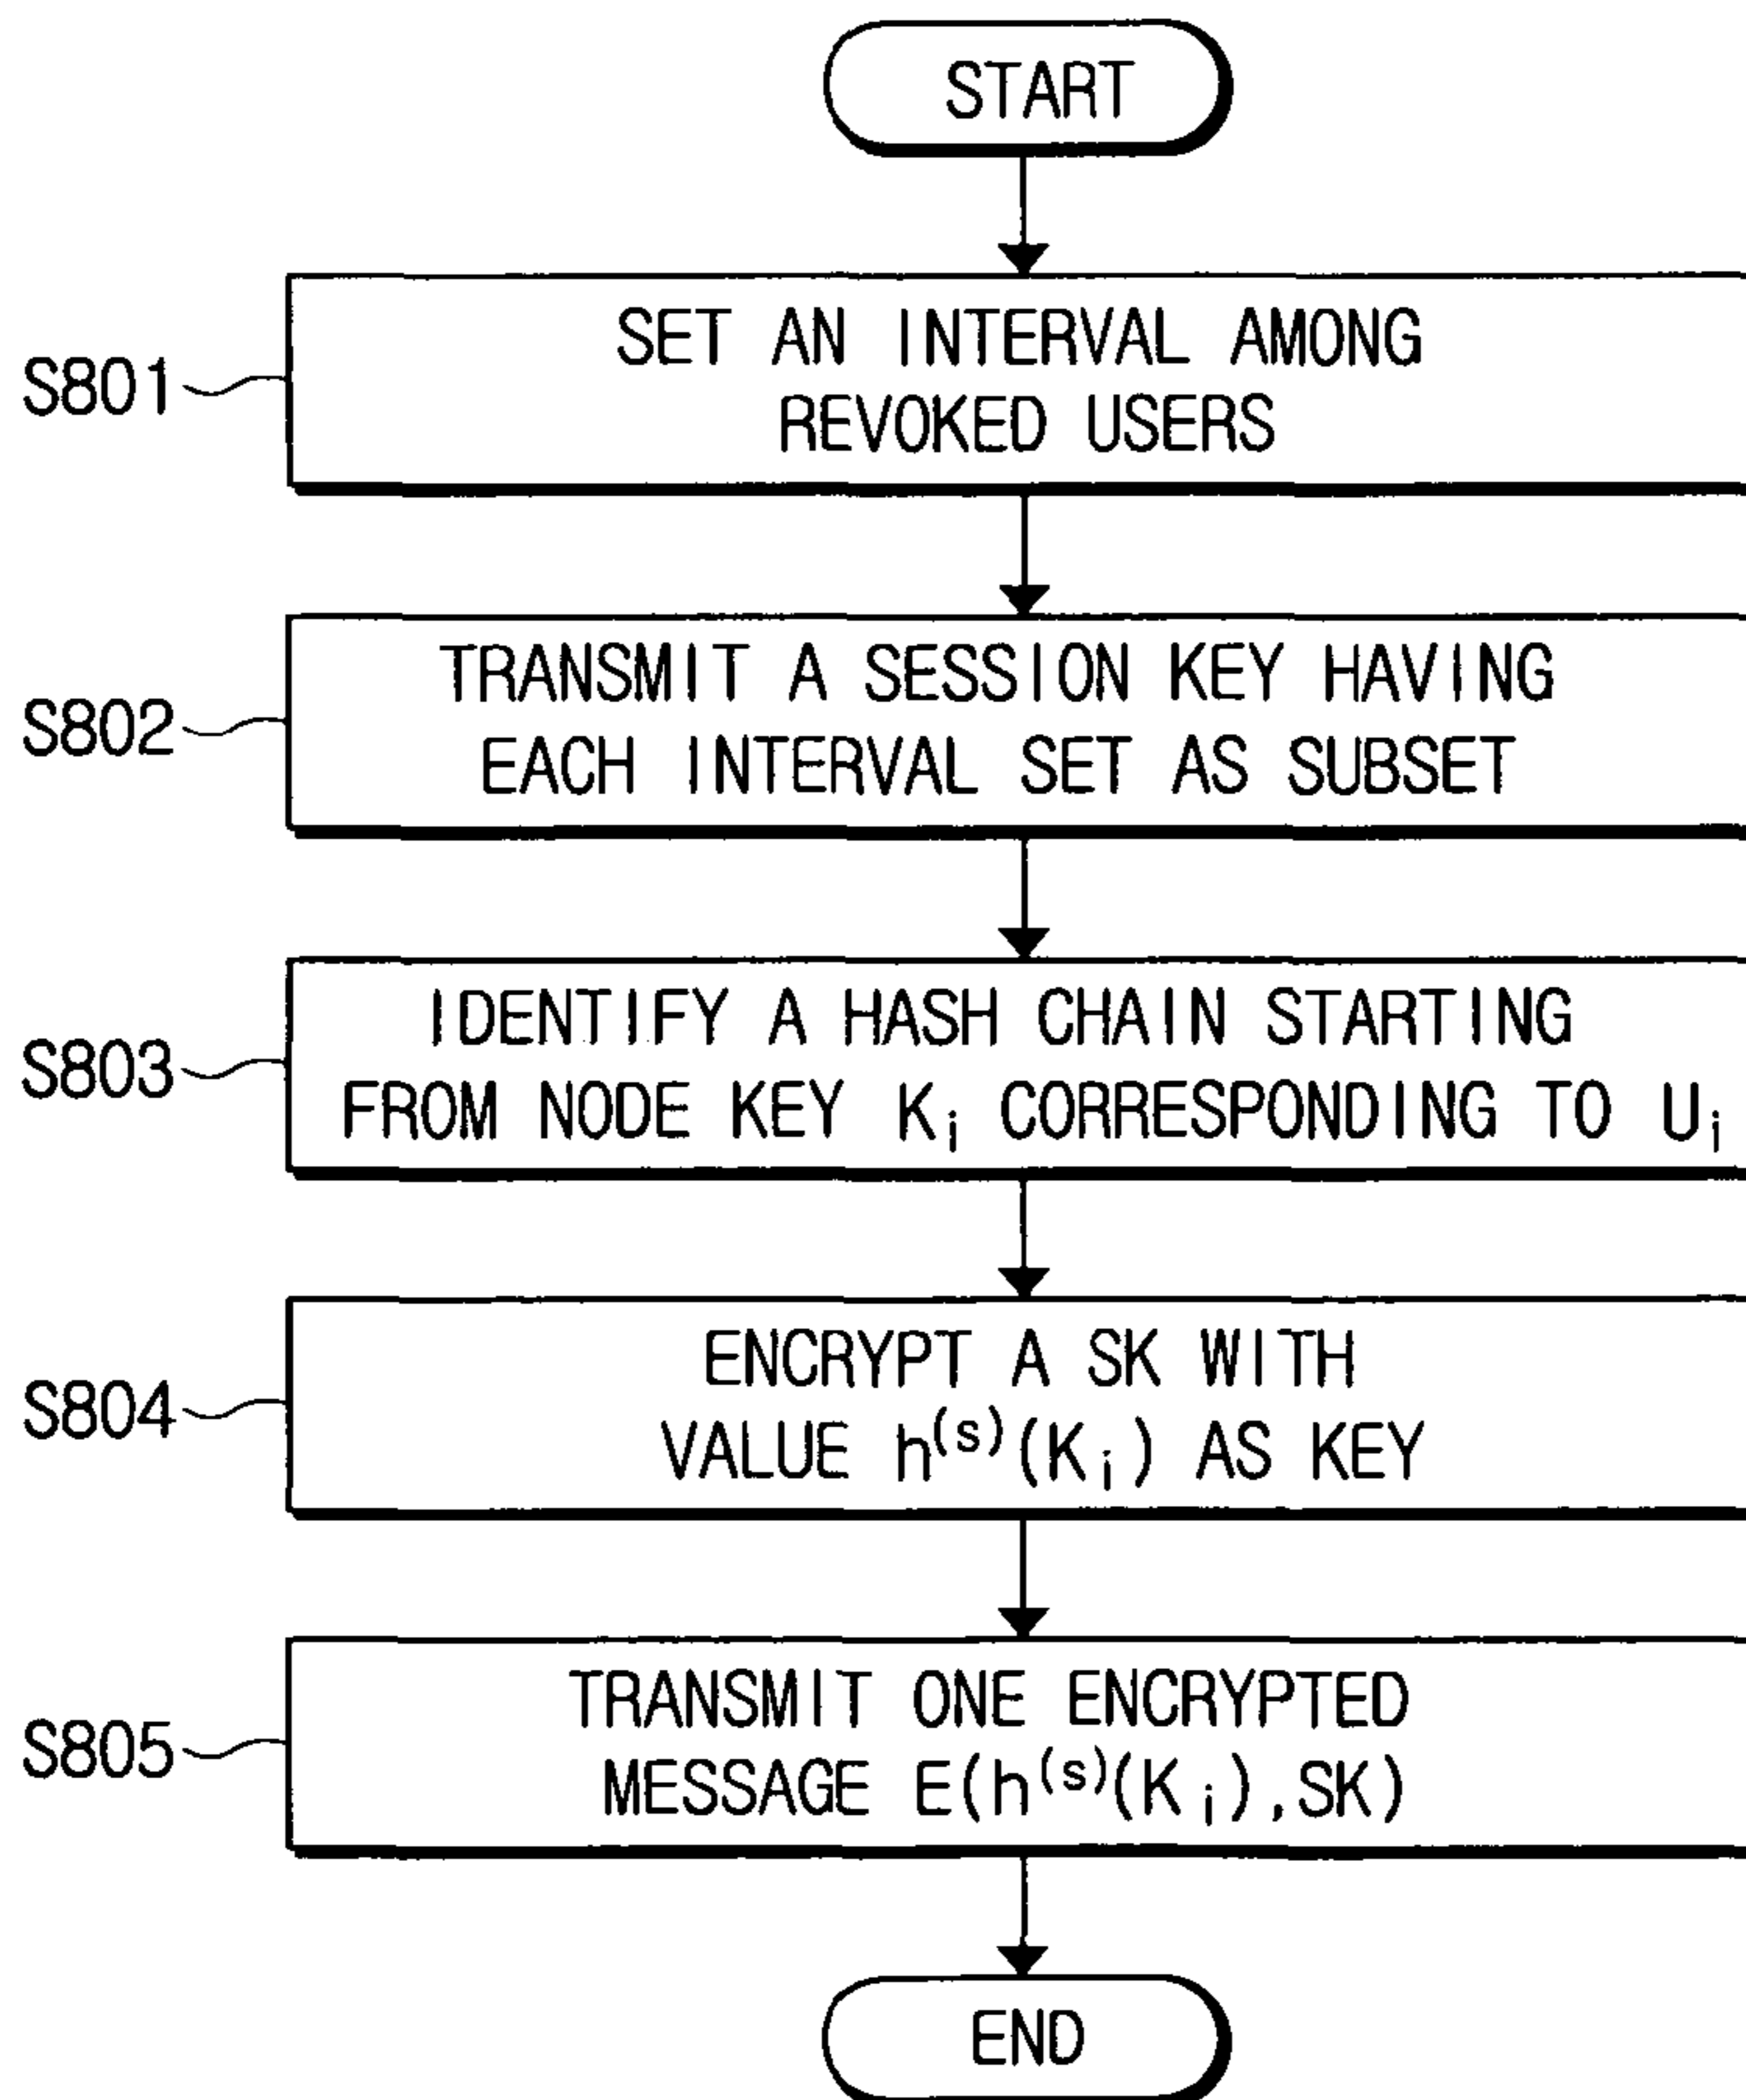 START
S801
SET AN INTERVAL AMONG
REVOKED USERS
S802
TRANSMIT A SESSION KEY HAVING
EACH INTERVAL SET AS SUBSET
S803
IDENTIFY A HASH CHAIN STARTING
FROM NODE KEY Kᵢ CORRESPONDING TO Uᵢ
S804
ENCRYPT A SK WITH
VALUE h⁽ˢ⁾(Kᵢ) AS KEY
S805
TRANSMIT ONE ENCRYPTED
MESSAGE E(h⁽ˢ⁾(Kᵢ),SK)
END